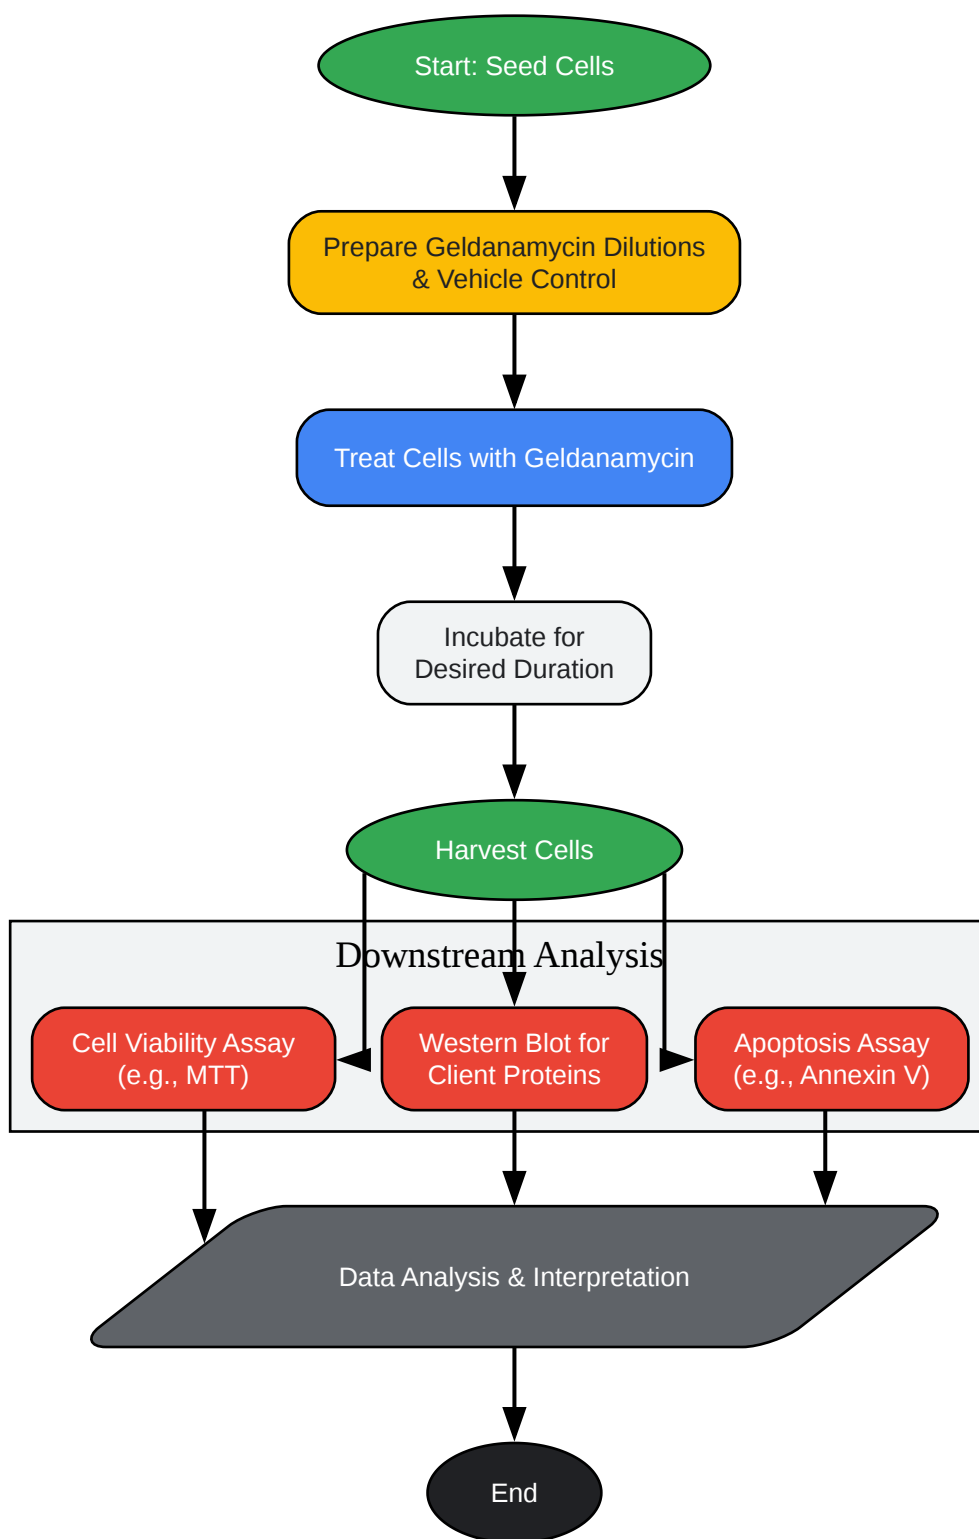 Start: Seed Cells
Prepare Geldanamycin Dilutions
& Vehicle Control
Treat Cells with Geldanamycin
Incubate for
Desired Duration
Harvest Cells
Downstream Analysis
Cell Viability Assay
(e.g., MTT)
Western Blot for
Client Proteins
Apoptosis Assay
(e.g., Annexin V)
Data Analysis & Interpretation
End